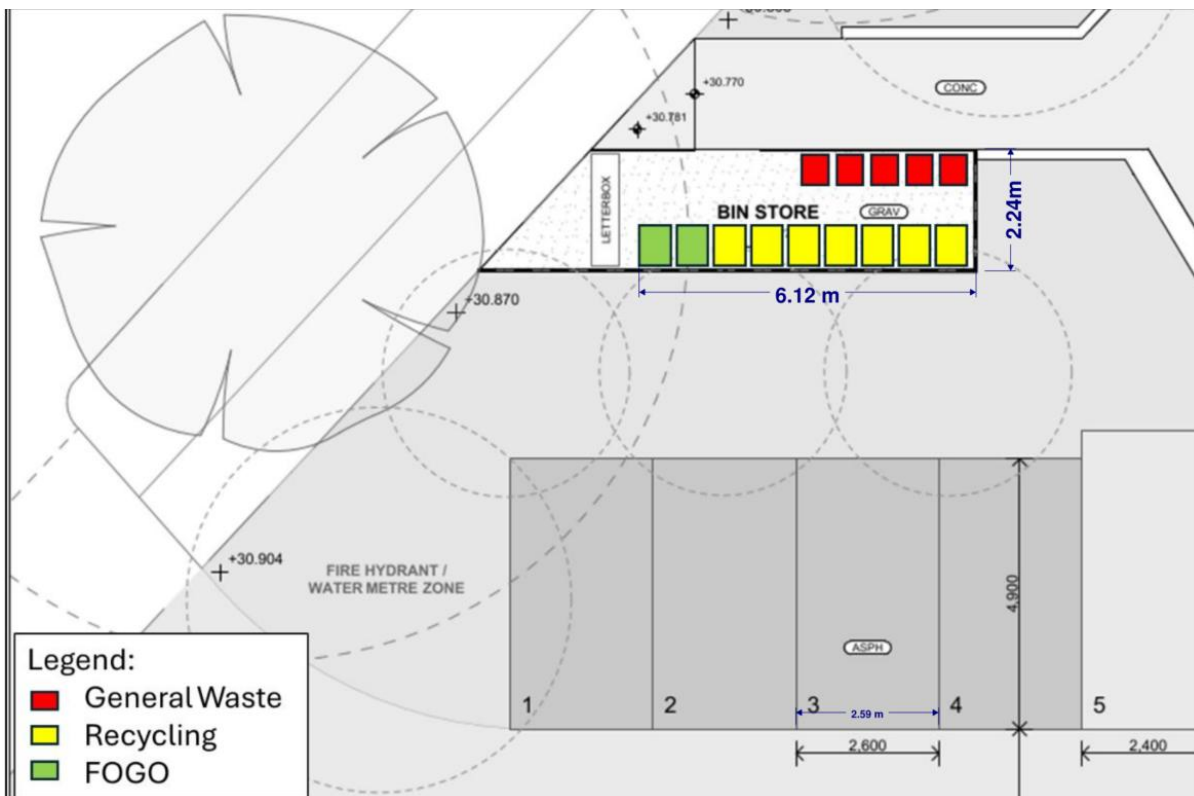 +30.770
CONC
+30.781
LETTERBOX
BIN STORE
GRAV
2.24m
6.12 m
+30.870
+30.904
FIRE HYDRANT /
WATER METRE ZONE
4,900
ASPH
1
2
3
4
5
2.59 m
2,600
2,400
Legend:
General Waste
Recycling
FOGO